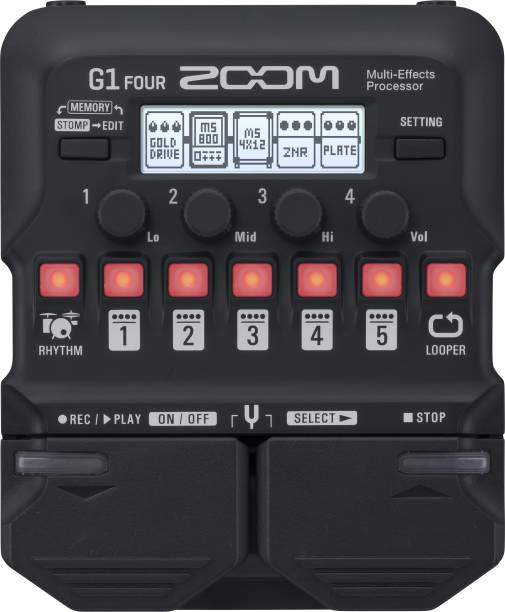 G1 FOUR ZOOM
Multi-Effects
Processor
MEMORY
STOMP → EDIT
GOLD
DRIVE
MS
800
MS
4X12
ZNR
PLATE
SETTING
1 2 3 4
Lo Mid Hi Vol
1 2 3 4 5
RHYTHM
LOOPER
●REC / ▶PLAY ON / OFF SELECT ► ■STOP